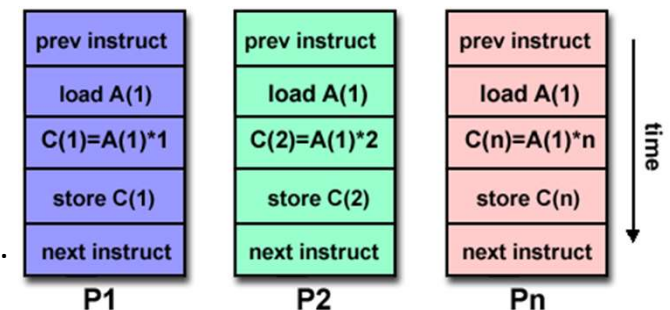 prev instruct
load A(1)
C(1)=A(1)*1
store C(1)
next instruct
P1
prev instruct
load A(1)
C(2)=A(1)*2
store C(2)
next instruct
P2
prev instruct
load A(1)
C(n)=A(1)*n
store C(n)
next instruct
Pn
time
.